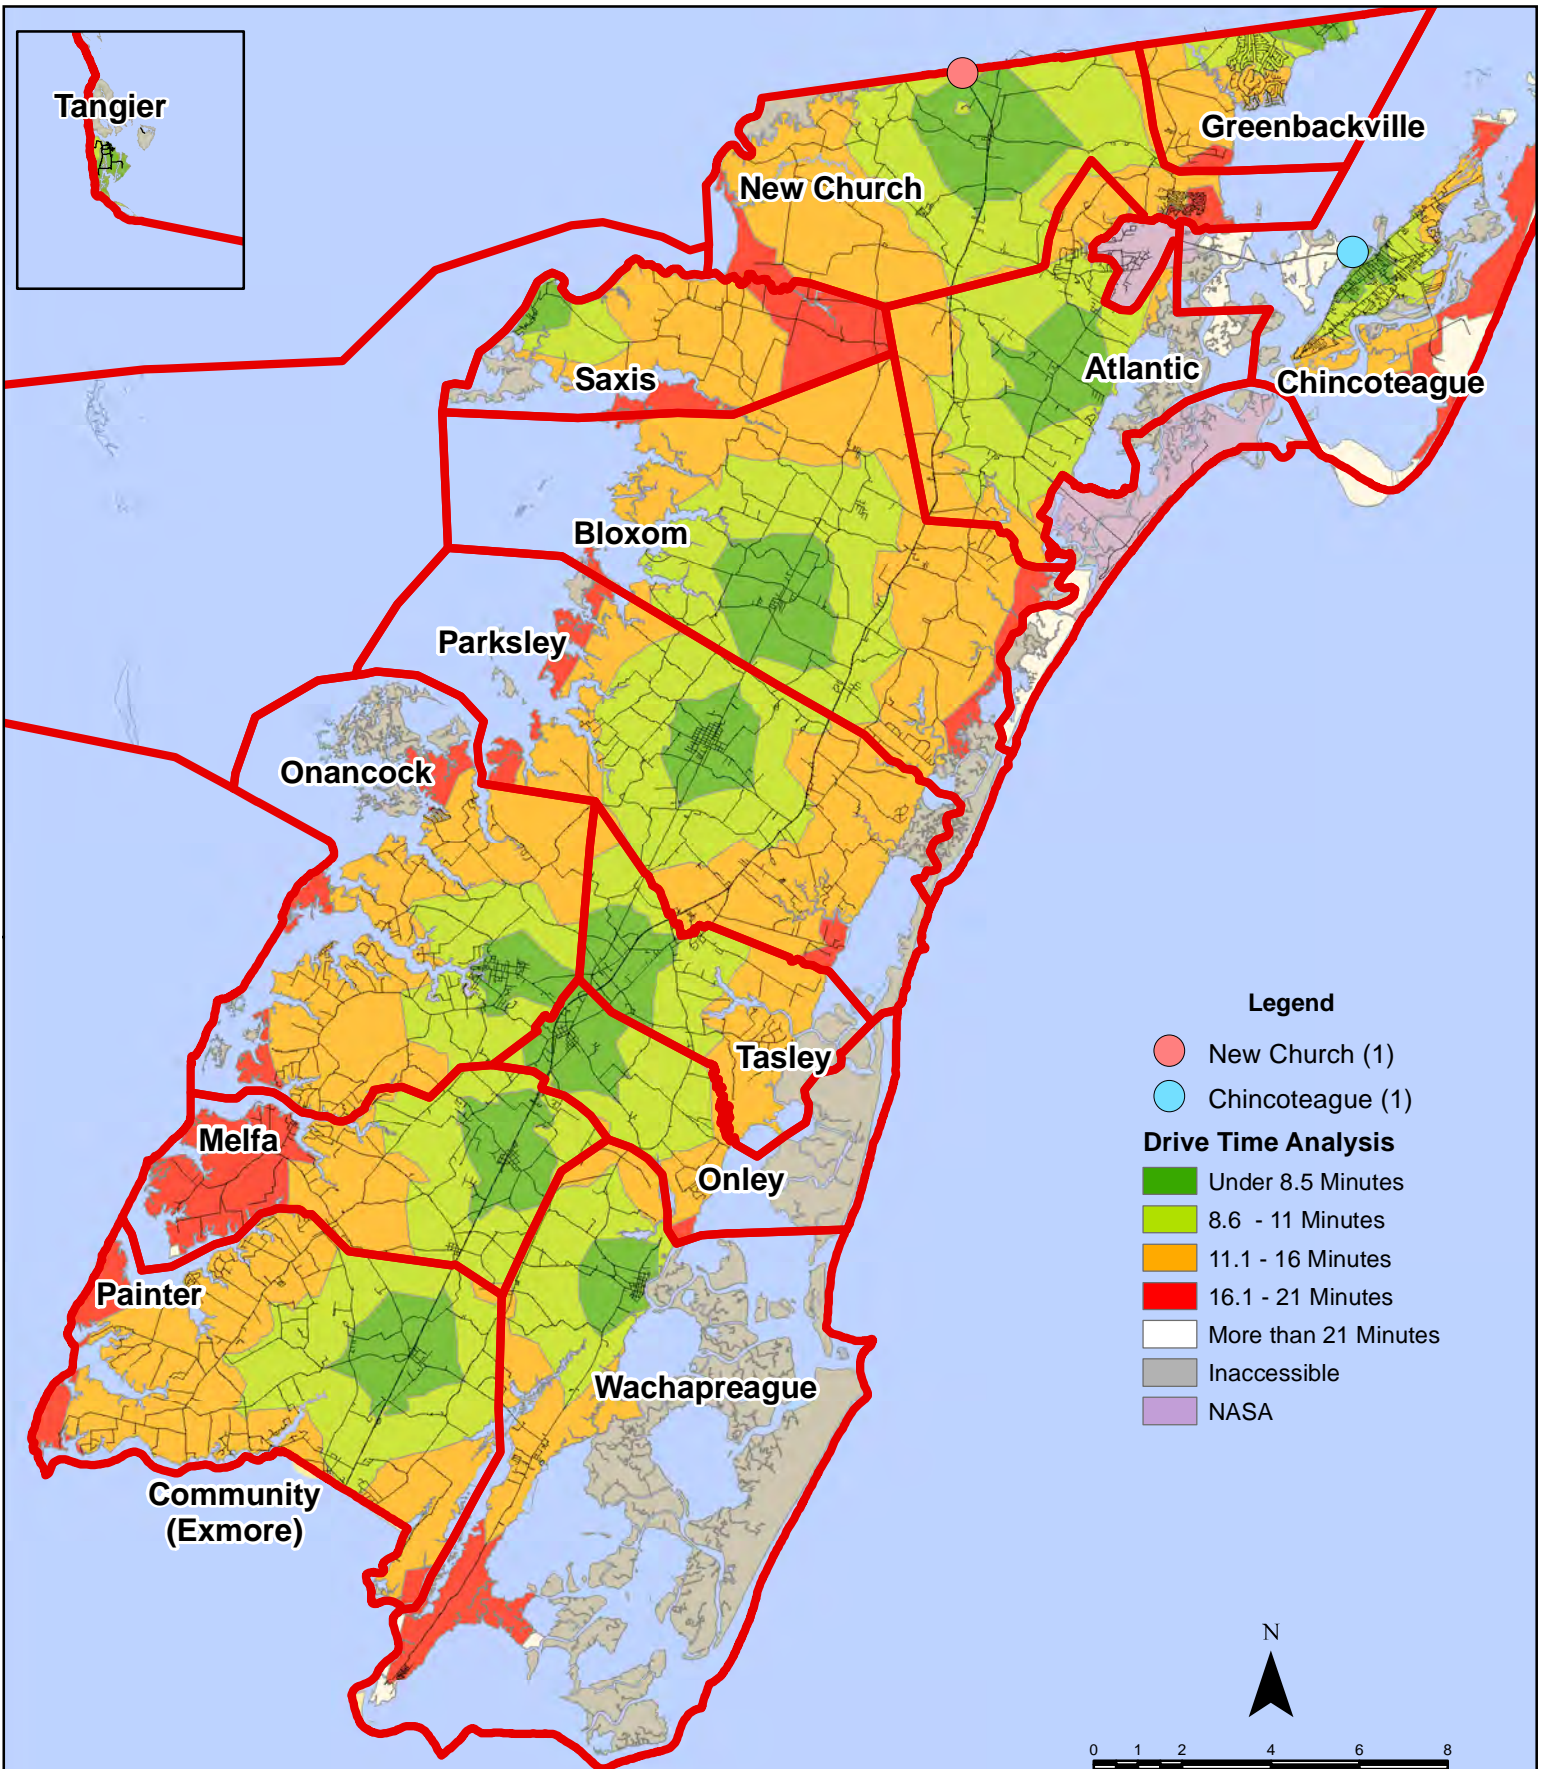 Tangier
Greenbackville
New Church
Saxis
Atlantic
Chincoteague
Bloxom
Parksley
Onancock
Tasley
Melfa
Onley
Painter
Wachapreague
Community
(Exmore)
Legend
New Church (1)
Chincoteague (1)
Drive Time Analysis
Under 8.5 Minutes
8.6 - 11 Minutes
11.1 - 16 Minutes
16.1 - 21 Minutes
More than 21 Minutes
Inaccessible
NASA
N
0 1 2 4 6 8